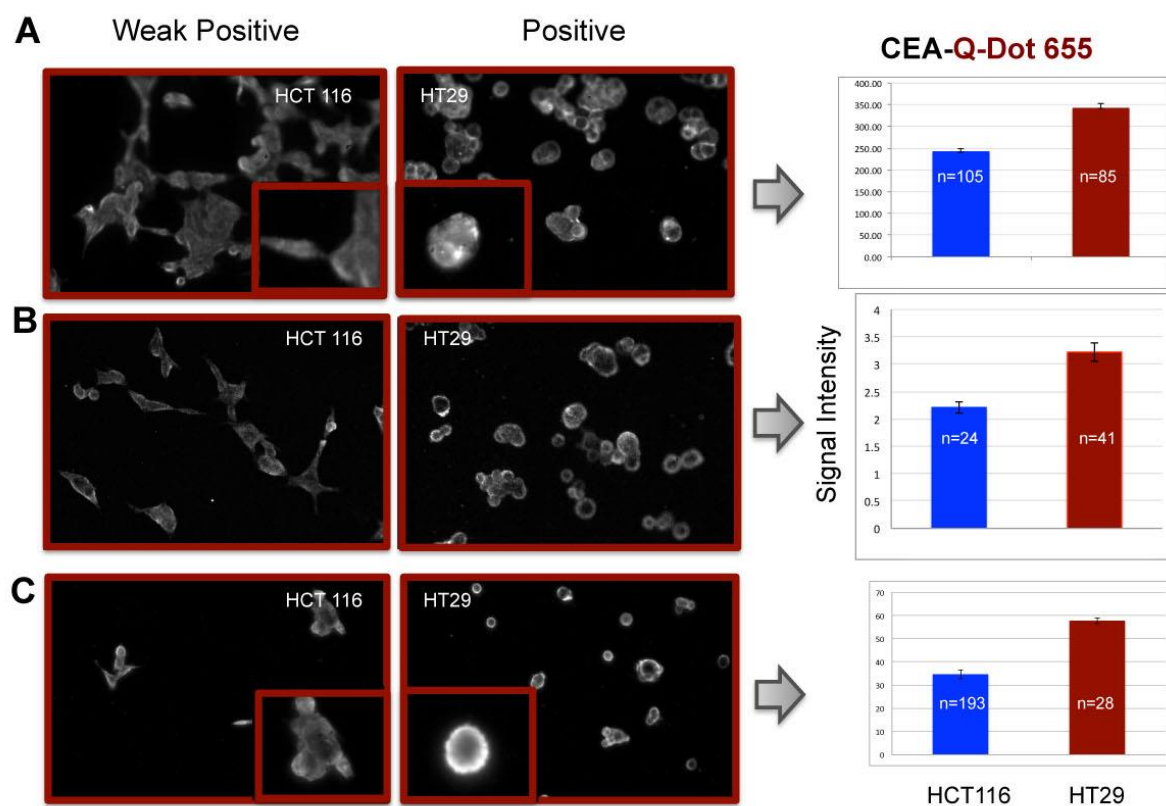 A
Weak Positive
Positive
CEA-Q-Dot 655
HCT 116
HT29
400.00
350.00
300.00
250.00
200.00
150.00
100.00
50.00
0.00
n=105
n=85
B
HCT 116
HT29
Signal Intensity
4
3.5
3
2.5
2
1.5
1
0.5
0
n=24
n=41
C
HCT 116
HT29
70
60
50
40
30
20
10
0
n=193
n=28
HCT116
HT29